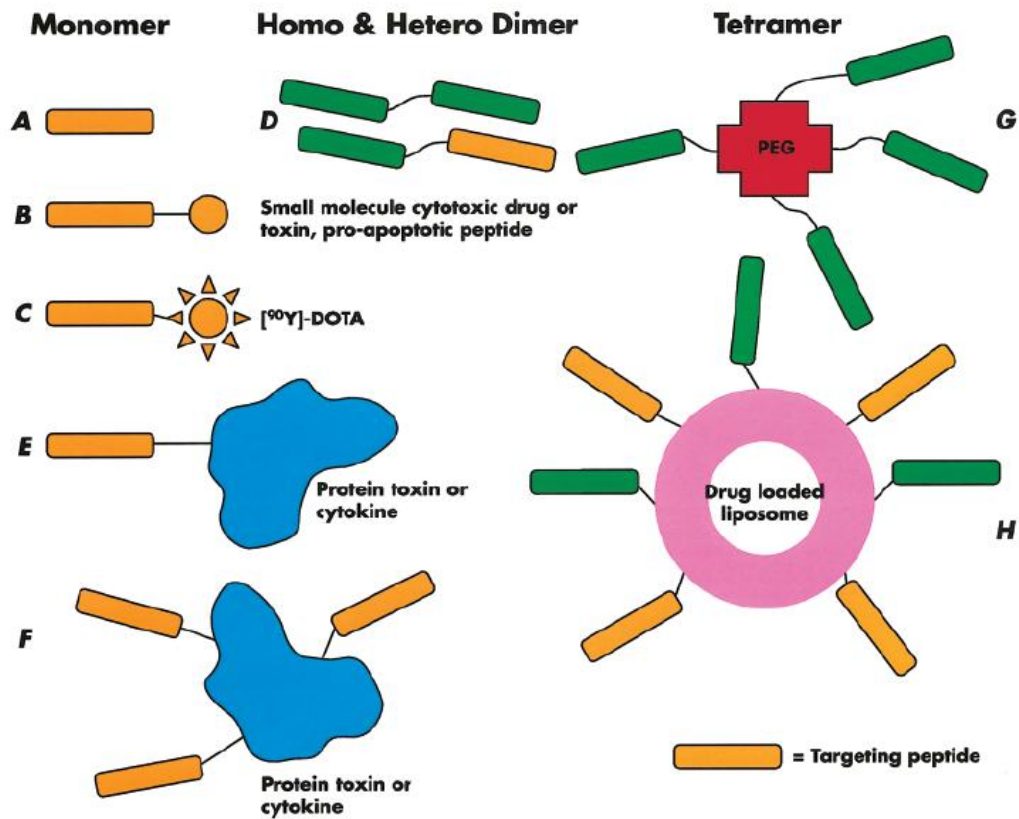 Monomer
Homo & Hetero Dimer
Tetramer
A
D
G
PEG
B
Small molecule cytotoxic drug or
toxin, pro-apoptotic peptide
C
[⁹⁰Y]-DOTA
E
Protein toxin or
cytokine
Drug loaded
liposome
H
F
Protein toxin or
cytokine
= Targeting peptide